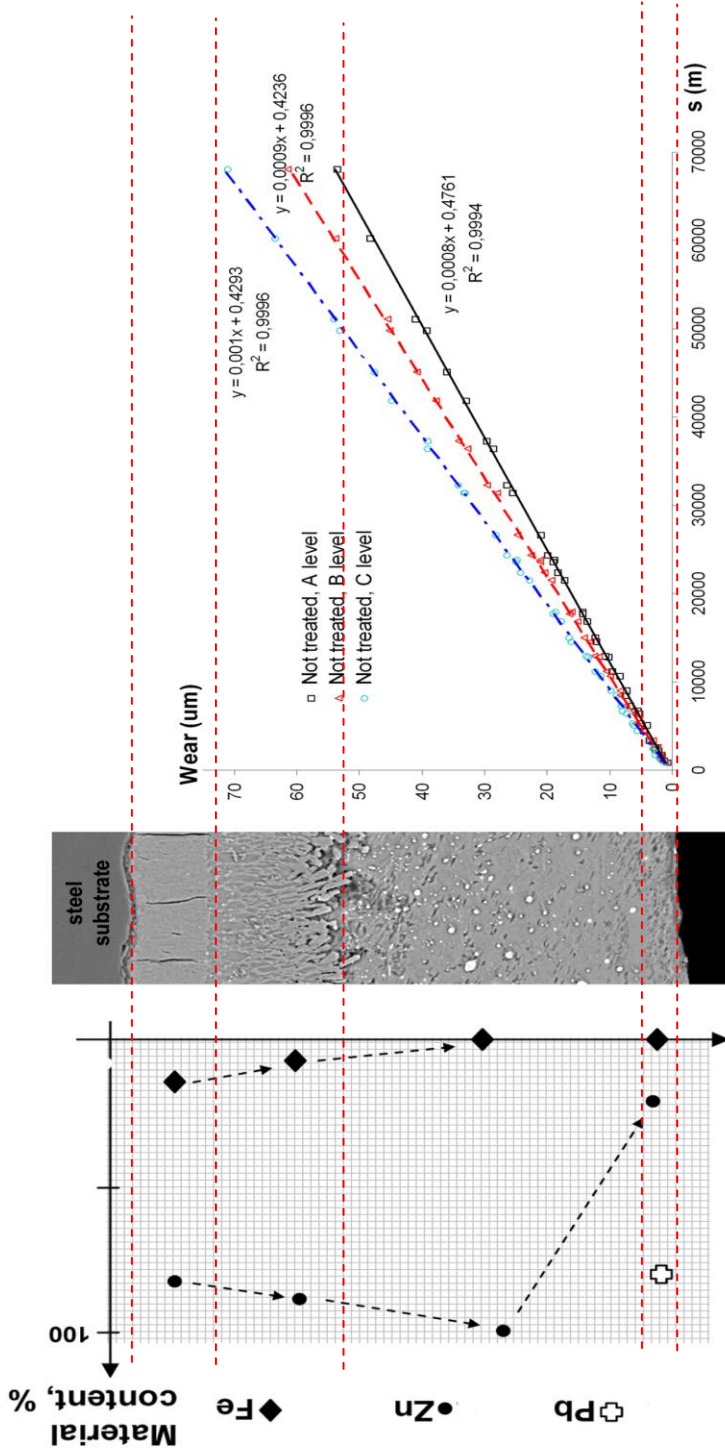 Material
content, %
Fe
Zn
Pb
100
steel
substrate
Wear (um)
70
60
50
40
30
20
10
0
0
10000
20000
30000
40000
50000
60000
70000
s (m)
Not treated, A level
Not treated, B level
Not treated, C level
y = 0,001x + 0,4293
R² = 0,9996
y = 0,0009x + 0,4236
R² = 0,9996
y = 0,0008x + 0,4761
R² = 0,9994